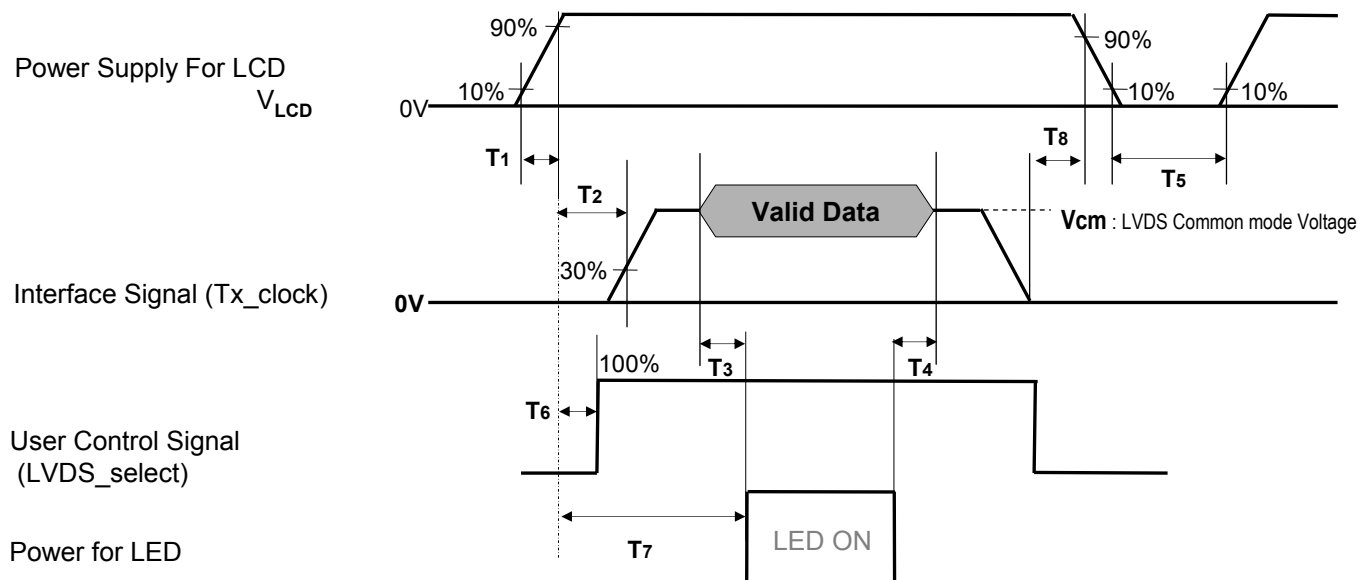 90%
90%
Power Supply For LCD
VLCD
10%
10%
10%
0V
T1
T8
T5
T2
Valid Data
Vcm : LVDS Common mode Voltage
30%
Interface Signal (Tx_clock)
0V
T3
T4
100%
T6
User Control Signal
(LVDS_select)
T7
LED ON
Power for LED